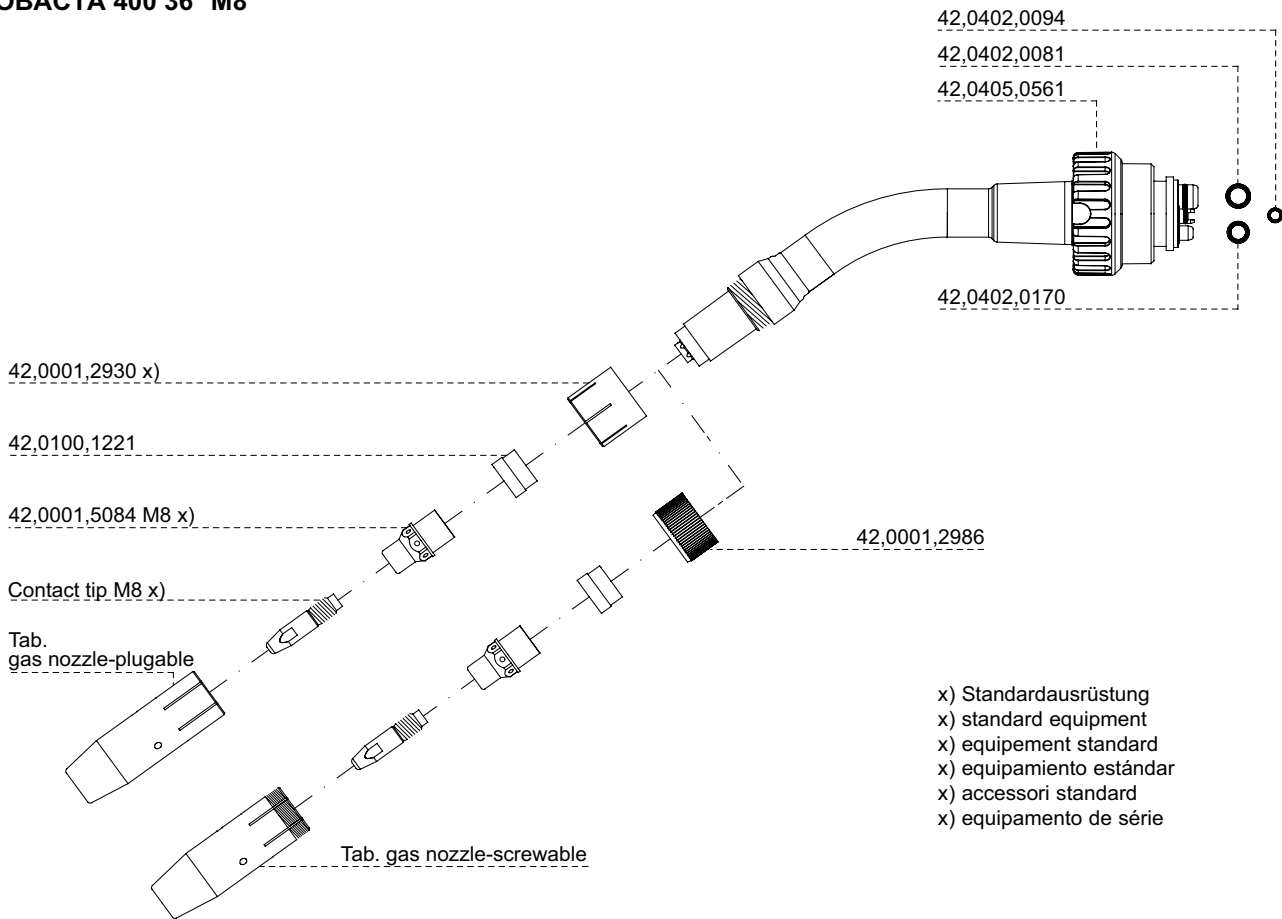 OBACTA 400 36° M8
42,0402,0094
42,0402,0081
42,0405,0561
42,0402,0170
42,0001,2930 x)
42,0100,1221
42,0001,5084 M8 x)
42,0001,2986
Contact tip M8 x)
Tab.
gas nozzle-plugable
Tab. gas nozzle-screwable
x) Standardausrüstung
x) standard equipment
x) equipement standard
x) equipamiento estándar
x) accessori standard
x) equipamento de série